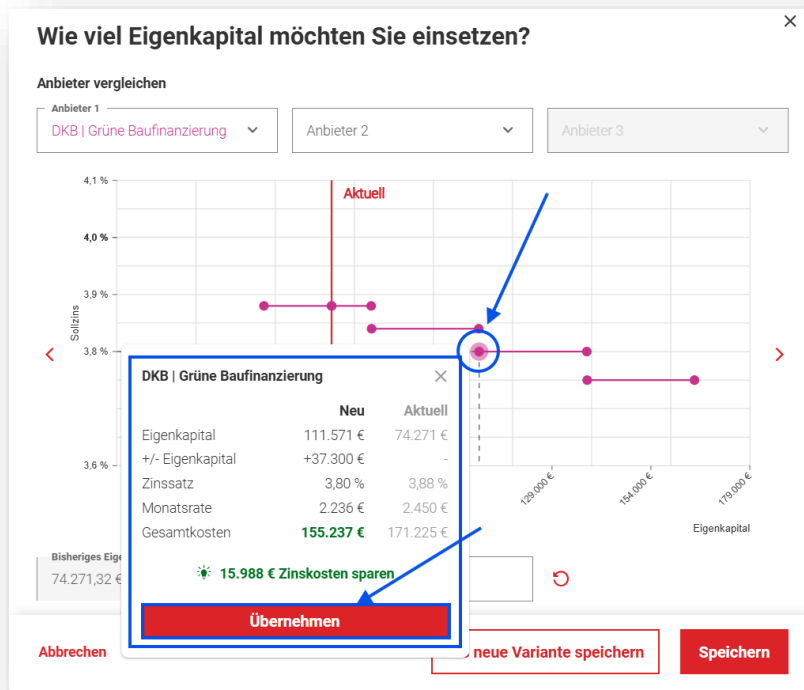 Wie viel Eigenkapital möchten Sie einsetzen?
Anbieter vergleichen
Anbieter 1
DKB | Grüne Baufinanzierung
Anbieter 2
Anbieter 3
4,1 %
Aktuell
4,0 %
3,9 %
Sollzins
3,8 %
3,6 %
129.000 €
154.000 €
179.000 €
Eigenkapital
DKB | Grüne Baufinanzierung
Neu Aktuell
Eigenkapital 111.571 € 74.271 €
+/- Eigenkapital +37.300 € -
Zinssatz 3,80 % 3,88 %
Monatsrate 2.236 € 2.450 €
Gesamtkosten 155.237 € 171.225 €
15.988 € Zinskosten sparen
Übernehmen
Bisheriges Eige
74.271,32 €
Abbrechen
neue Variante speichern
Speichern